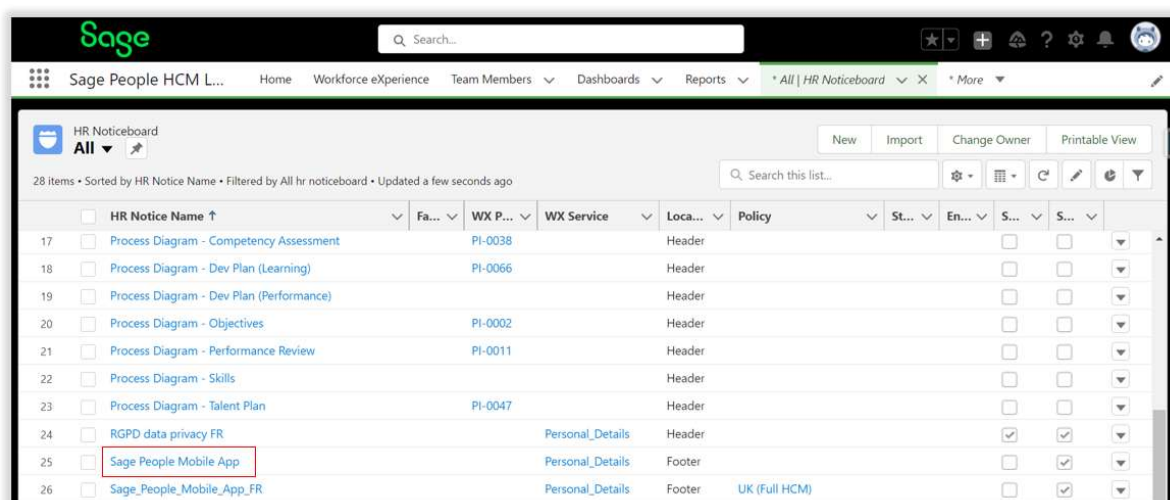 Sage
Search...
Sage People HCM L... Home Workforce eXperience Team Members Dashboards Reports * All | HR Noticeboard * More
HR Noticeboard
All
New Import Change Owner Printable View
28 items • Sorted by HR Notice Name • Filtered by All hr noticeboard • Updated a few seconds ago
Search this list...
HR Notice Name Fa... WX P... WX Service Loca... Policy St... En... S... S...
17 Process Diagram - Competency Assessment PI-0038 Header
18 Process Diagram - Dev Plan (Learning) PI-0066 Header
19 Process Diagram - Dev Plan (Performance) Header
20 Process Diagram - Objectives PI-0002 Header
21 Process Diagram - Performance Review PI-0011 Header
22 Process Diagram - Skills Header
23 Process Diagram - Talent Plan PI-0047 Header
24 RGPD data privacy FR Personal_Details Header
25 Sage People Mobile App Personal_Details Footer
26 Sage_People_Mobile_App_FR Personal_Details Footer UK (Full HCM)